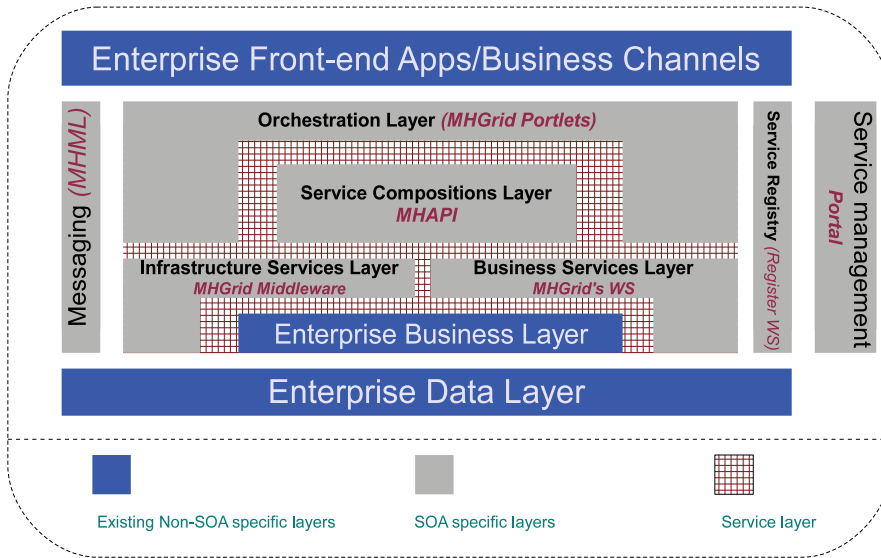 Enterprise Front-end Apps/Business Channels
Messaging (MHML)
Orchestration Layer (MHGrid Portlets)
Service Compositions Layer
MHAPI
Infrastructure Services Layer
MHGrid Middleware
Business Services Layer
MHGrid's WS
Enterprise Business Layer
Service Registry (Register WS)
Service management
Portal
Enterprise Data Layer
Existing Non-SOA specific layers
SOA specific layers
Service layer